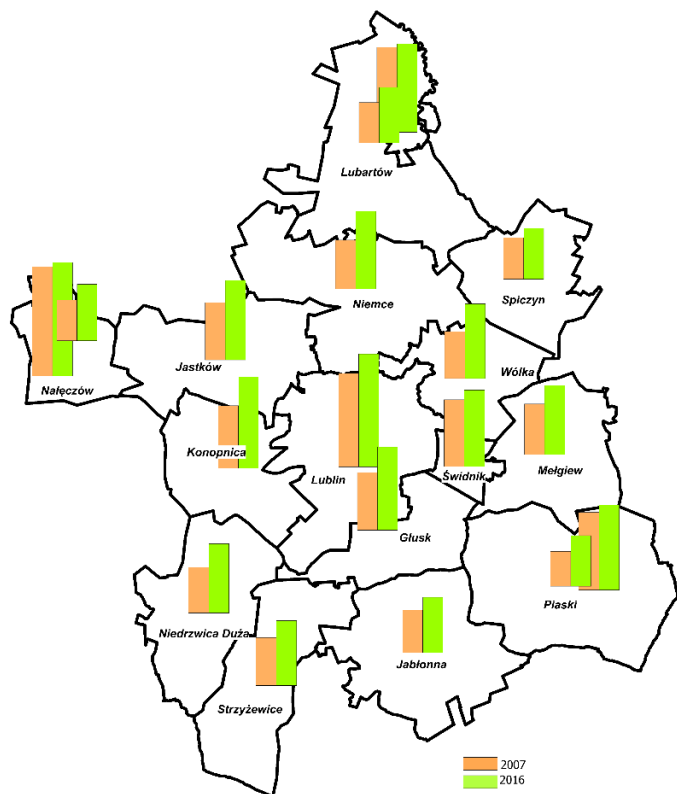 Lubartów
Spiczyn
Niemce
Jastków
Wólka
Nałęczów
Konopnica
Lublin
Świdnik
Mełgiew
Głusk
Piaski
Niedrzwica Duża
Jabłonna
Strzyżewice
2007
2016